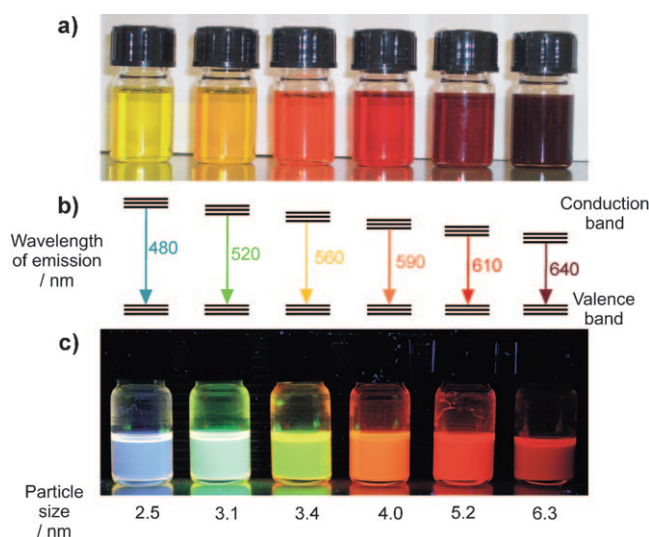 a)
b)
Conduction
band
Wavelength
of emission
/ nm
480
520
560
590
610
640
Valence
band
c)
Particle
size
/ nm
2.5
3.1
3.4
4.0
5.2
6.3